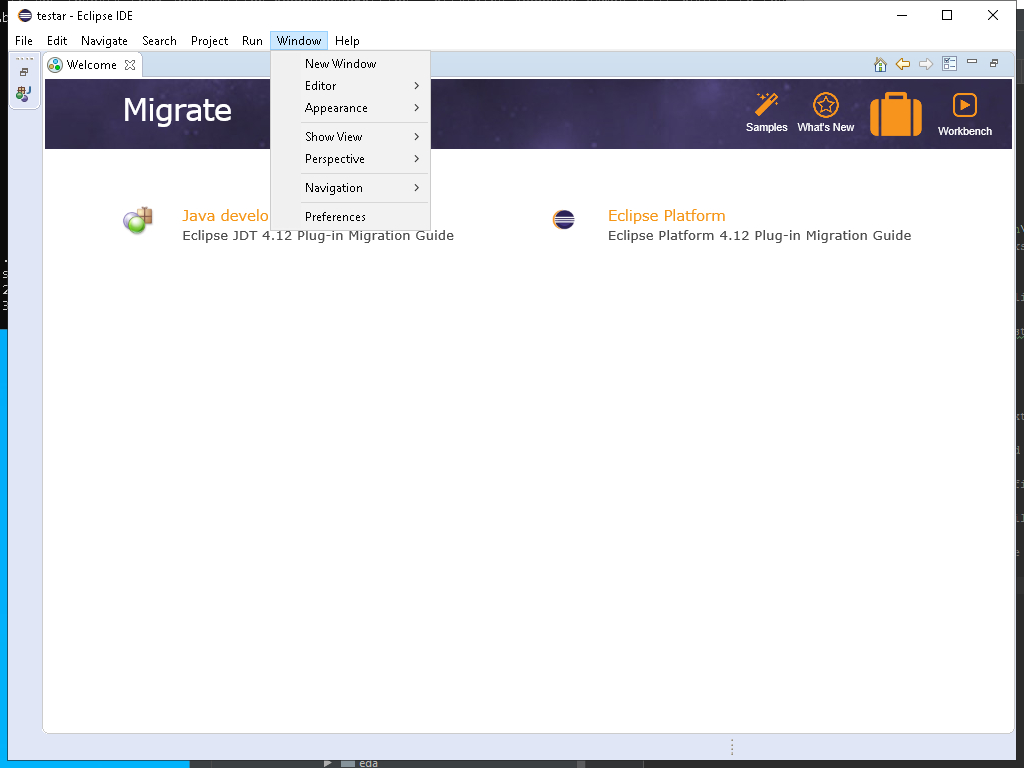 testar - Eclipse IDE
File Edit Navigate Search Project Run Window Help
Welcome
New Window
Editor
Appearance
Show View
Perspective
Navigation
Preferences
Migrate
Samples
What's New
Workbench
Java develo
Eclipse JDT 4.12 Plug-in Migration Guide
Eclipse Platform
Eclipse Platform 4.12 Plug-in Migration Guide
eda